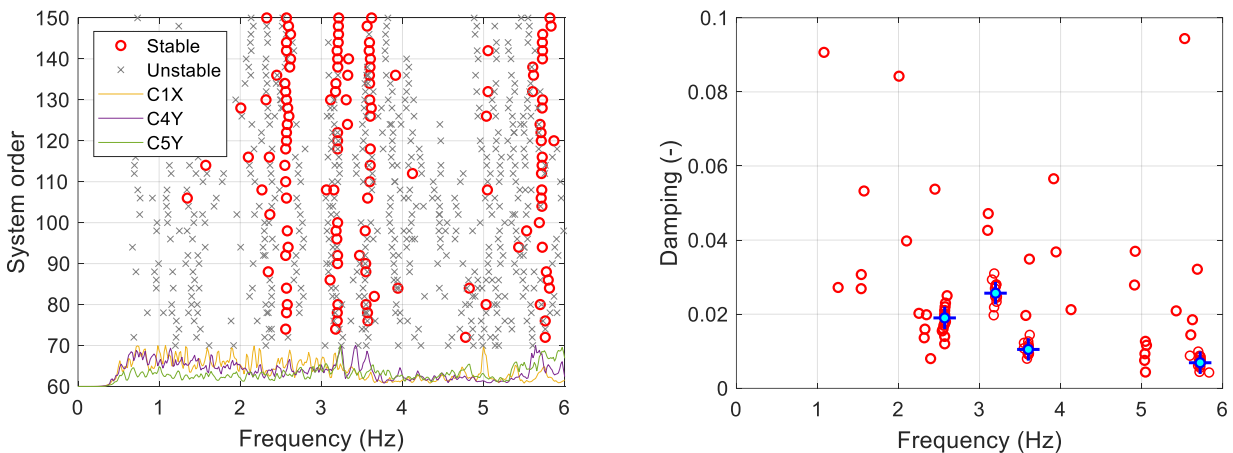 System order
150
140
130
120
110
100
90
80
70
60
Stable
Unstable
C1X
C4Y
C5Y
0 1 2 3 4 5 6
Frequency (Hz)
Damping (-)
0.1
0.08
0.06
0.04
0.02
0
0 1 2 3 4 5 6
Frequency (Hz)